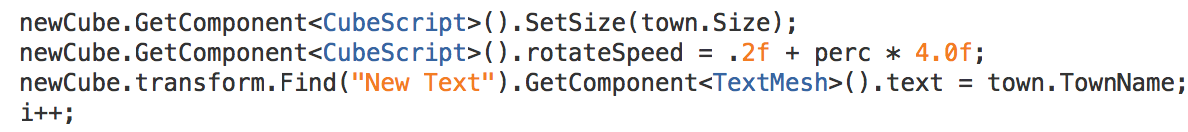 newCube.GetComponent<CubeScript>().SetSize(town.Size);
newCube.GetComponent<CubeScript>().rotateSpeed = .2f + perc * 4.0f;
newCube.transform.Find("New Text").GetComponent<TextMesh>().text = town.TownName;
i++;